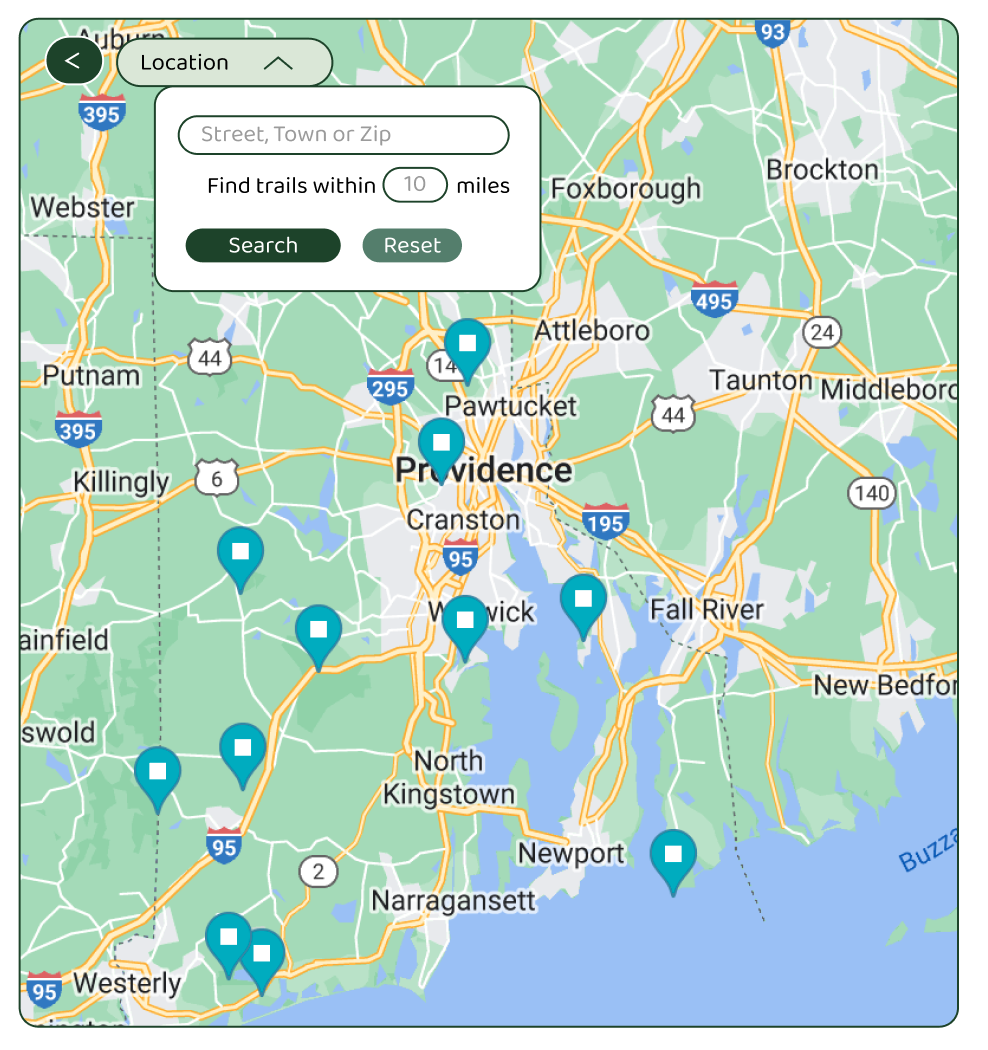 Auburn
93
<
Location
395
Street, Town or Zip
Find trails within 10 miles
Brockton
Foxborough
Webster
Search Reset
495
Attleboro
24
44
14
Putnam
295
Taunton
Middleboro
Pawtucket
44
395
Providence
Killingly
6
140
Cranston
195
95
Fall River
Warwick
ainfield
New Bedfor
swold
North
Kingstown
95
Newport
Buzza
2
Narragansett
Westerly
95